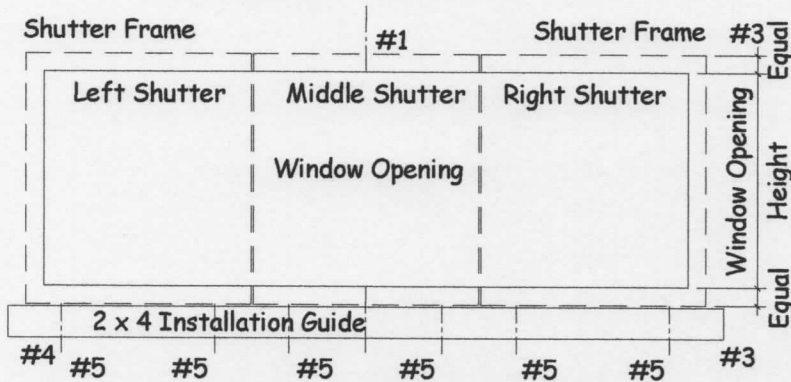 Shutter Frame #1 Shutter Frame #3 Equal
Left Shutter Middle Shutter Right Shutter
Window Opening
Window Opening
Height
Equal
2 x 4 Installation Guide
#4 #5 #5 #5 #5 #5 #5 #3